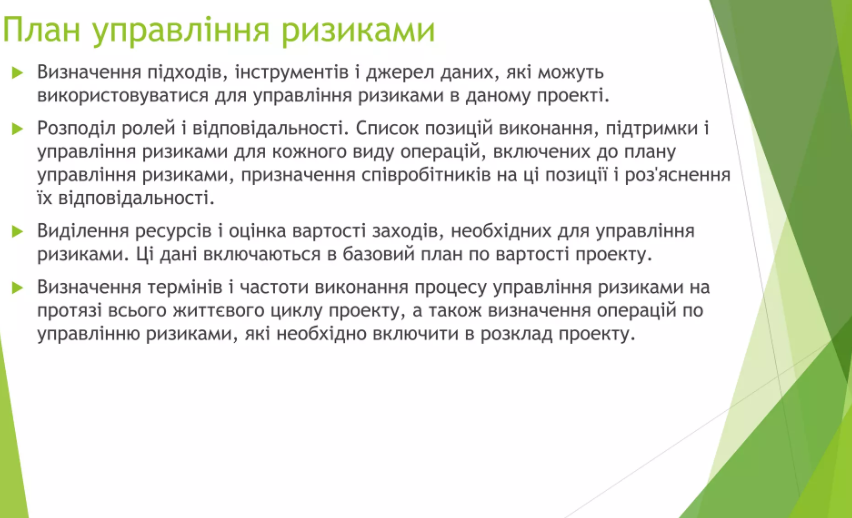 План управління ризиками
Визначення підходів, інструментів і джерел даних, які можуть
використовуватися для управління ризиками в даному проекті.
Розподіл ролей і відповідальності. Список позицій виконання, підтримки і
управління ризиками для кожного виду операцій, включених до плану
управління ризиками, призначення співробітників на ці позиції і роз'яснення
їх відповідальності.
Виділення ресурсів і оцінка вартості заходів, необхідних для управління
ризиками. Ці дані включаються в базовий план по вартості проекту.
Визначення термінів і частоти виконання процесу управління ризиками на
протязі всього життєвого циклу проекту, а також визначення операцій по
управлінню ризиками, які необхідно включити в розклад проекту.